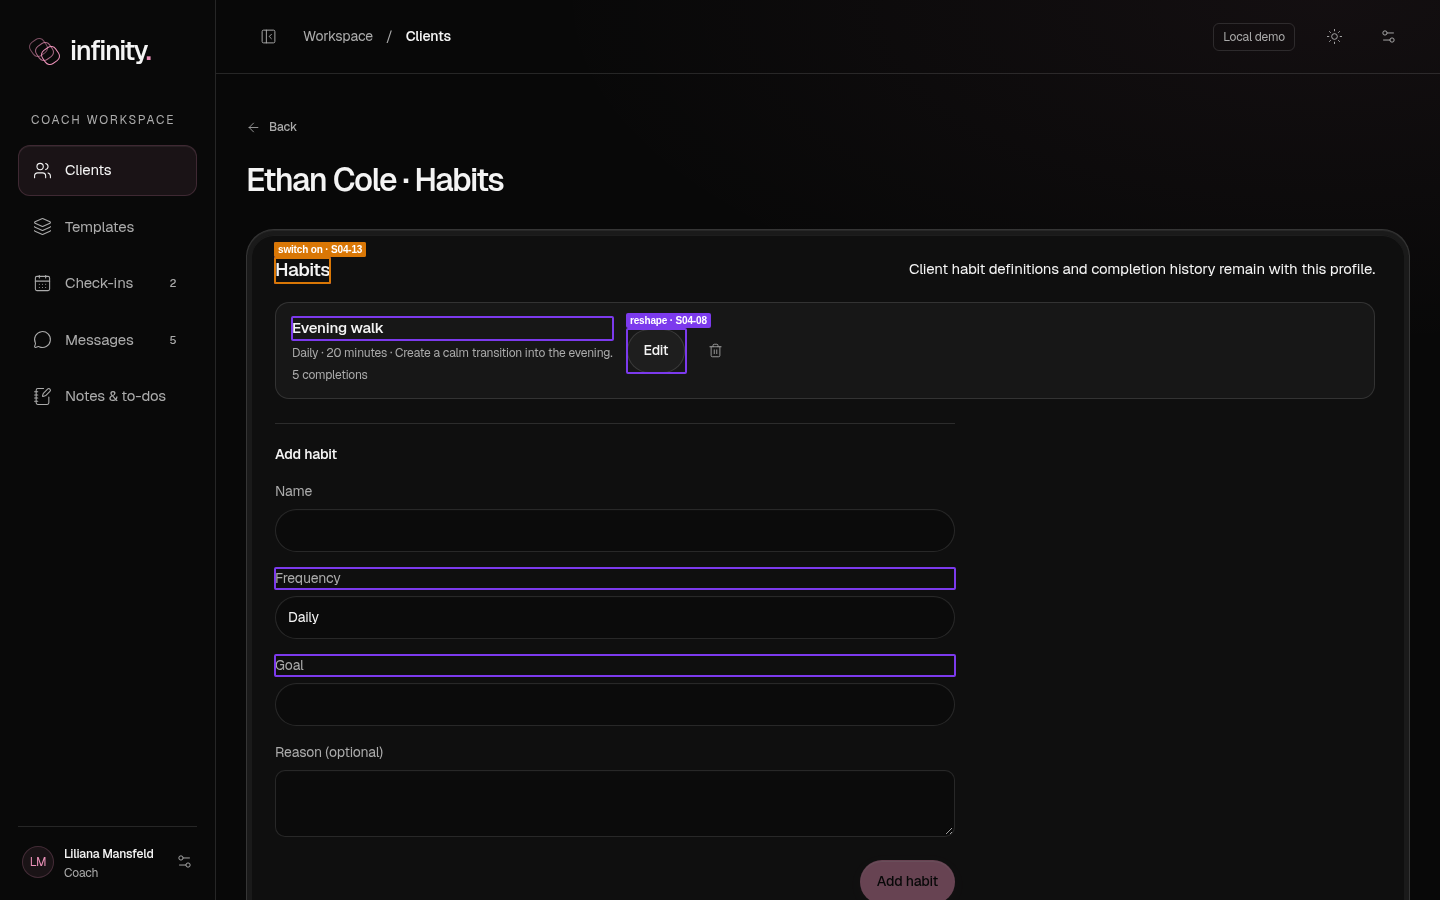 infinity.
Workspace / Clients
Local demo
COACH WORKSPACE
Clients
Templates
Check-ins 2
Messages 5
Notes & to-dos
Liliana Mansfeld
LM
Coach
Back
Ethan Cole · Habits
switch on · S04-13
Habits
Client habit definitions and completion history remain with this profile.
reshape · S04-08
Evening walk
Daily · 20 minutes · Create a calm transition into the evening.
5 completions
Edit
Add habit
Name
Frequency
Daily
Goal
Reason (optional)
Add habit